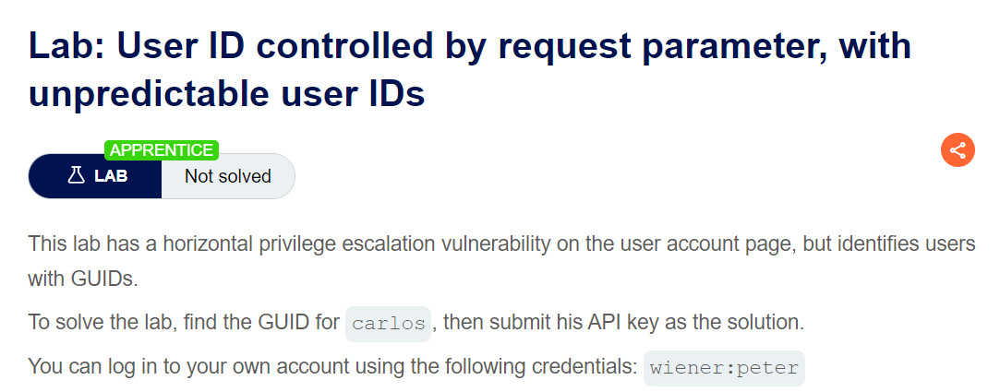 Lab: User ID controlled by request parameter, with
unpredictable user IDs
APPRENTICE
LAB
Not solved
This lab has a horizontal privilege escalation vulnerability on the user account page, but identifies users
with GUIDs.
To solve the lab, find the GUID for carlos, then submit his API key as the solution.
You can log in to your own account using the following credentials: wiener:peter